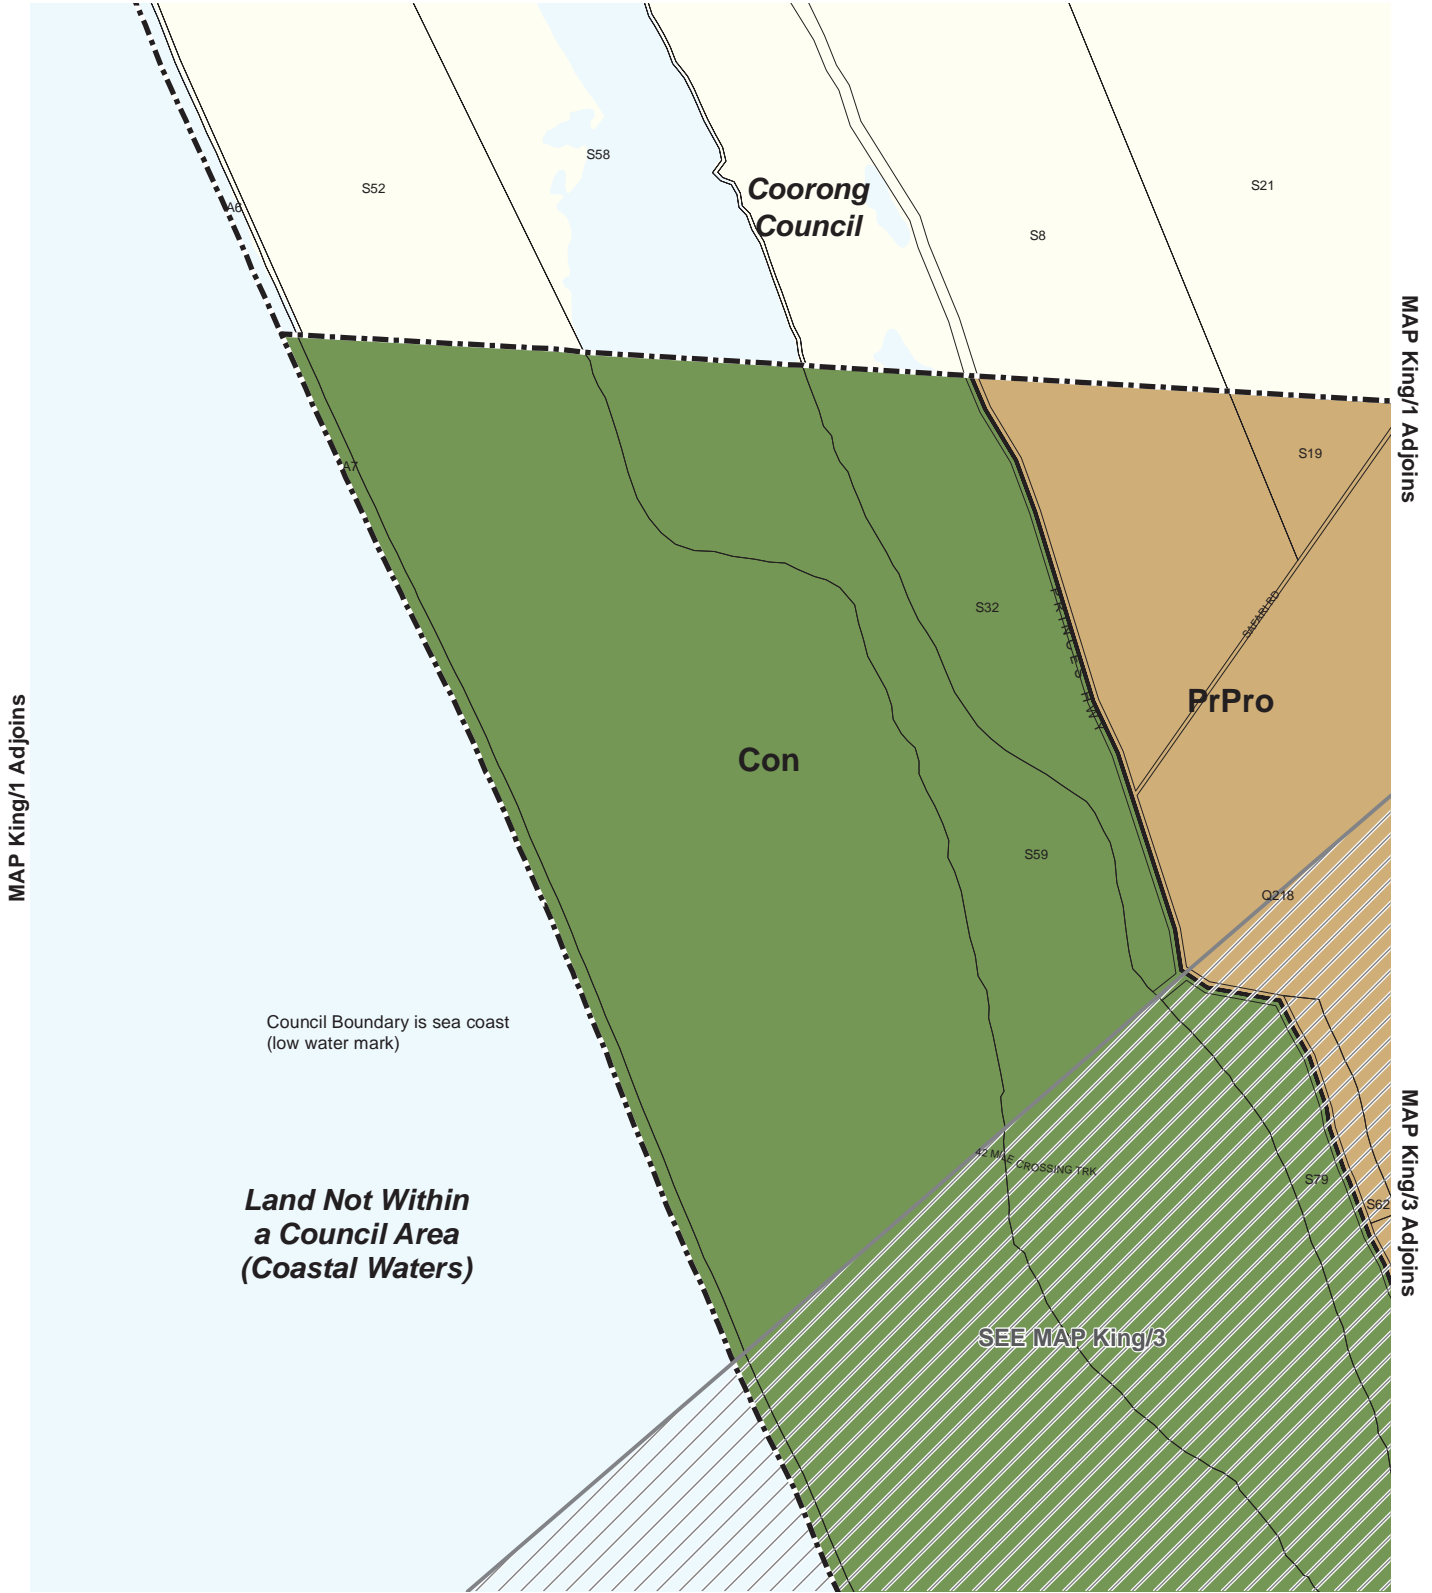 S58
S52
S21
Coorong
Council
A6
S8
MAP King/1 Adjoins
S19
A7
S32
PRINCES HWY
SAFARI RD
PrPro
MAP King/1 Adjoins
Con
S59
Q218
Council Boundary is sea coast
(low water mark)
42 MILE CROSSING TRK
S79
S62
MAP King/3 Adjoins
Land Not Within
a Council Area
(Coastal Waters)
SEE MAP King/3